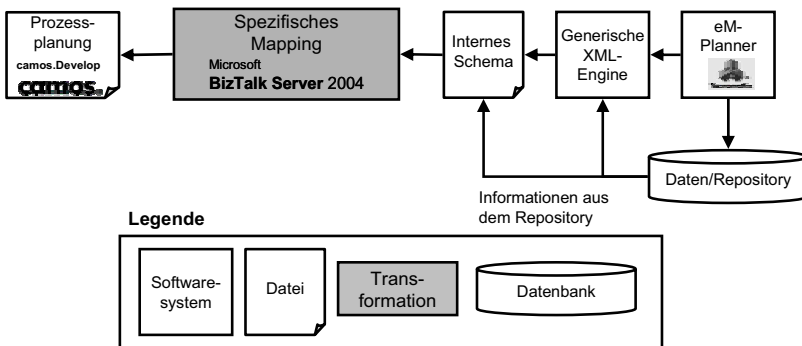 Prozess-
planung
camos.Develop
camos
Spezifisches
Mapping
Microsoft
BizTalk Server 2004
Internes
Schema
Generische
XML-
Engine
eM-
Planner
Daten/Repository
Informationen aus
dem Repository
Legende
Software-
system
Datei
Trans-
formation
Datenbank